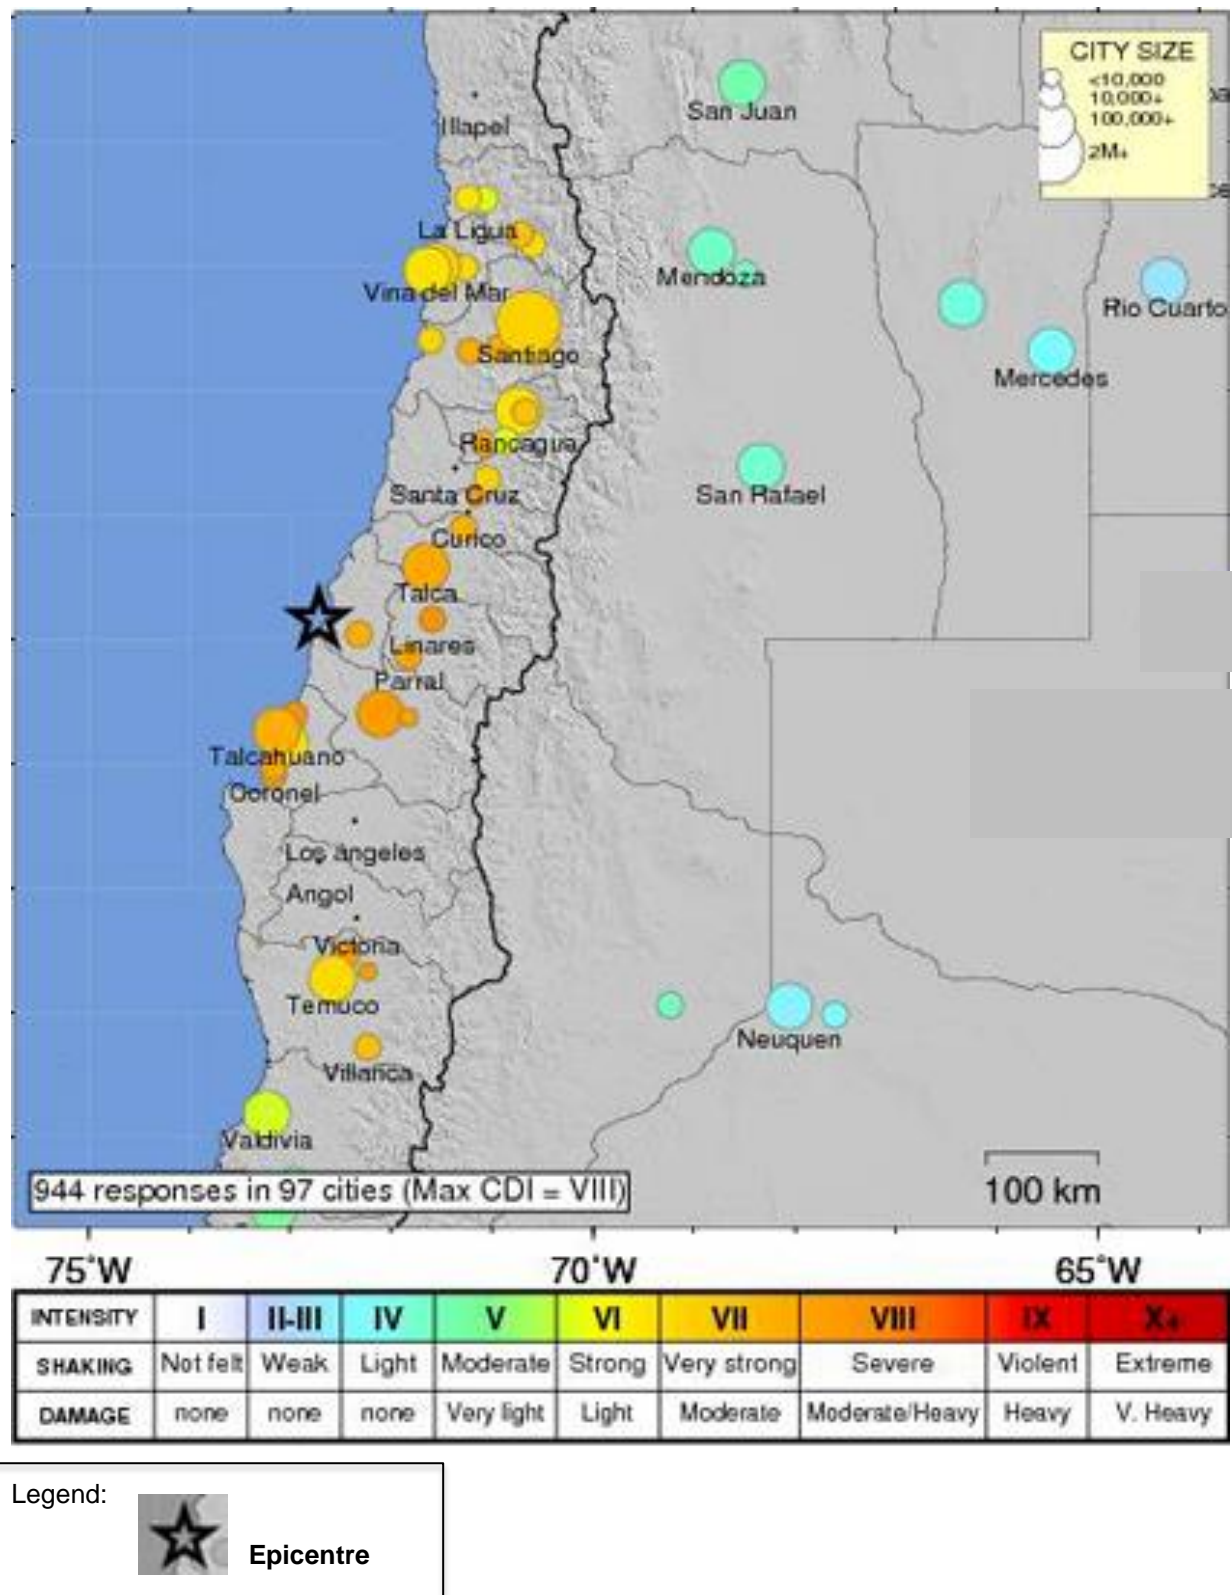 CITY SIZE
<10,000
10,000+
100,000+
2M+
San Juan
Illapel
La Ligua
Mendoza
Vina del Mar
Rio Cuarto
Santiago
Mercedes
Rancagua
Santa Cruz
San Rafael
Curico
Talca
Linares
Parral
Talcahuano
Coronel
Los angeles
Angol
Victoria
Temuco
Neuquen
Villarica
Valdivia
944 responses in 97 cities (Max CDI = VIII)
100 km
75°W 70°W 65°W
INTENSITY I II-III IV V VI VII VIII IX X+
SHAKING Not felt Weak Light Moderate Strong Very strong Severe Violent Extreme
DAMAGE none none none Very light Light Moderate Moderate/Heavy Heavy V. Heavy
Legend:
Epicentre